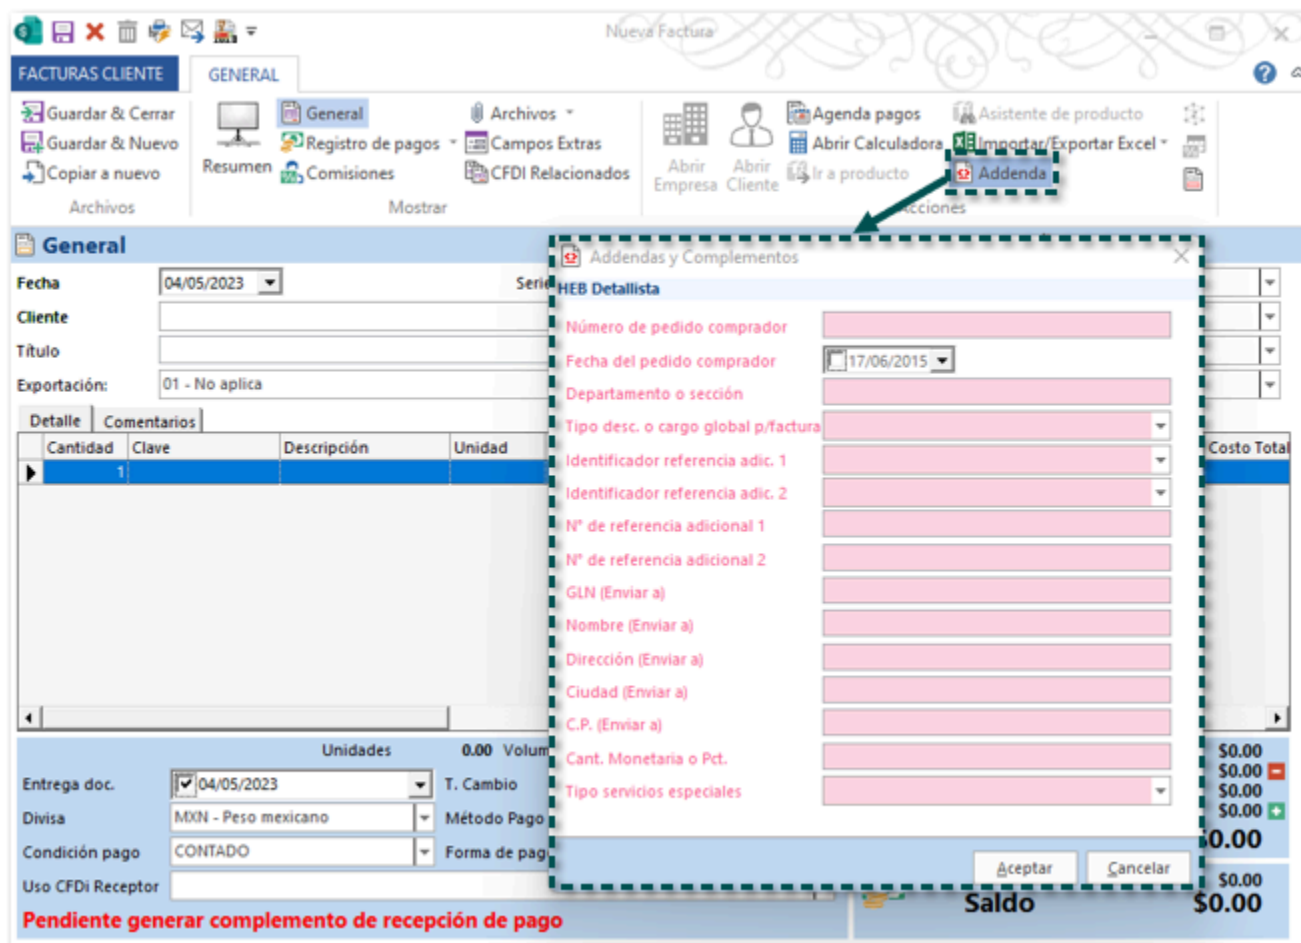 Nueva Factura
FACTURAS CLIENTE
GENERAL
Guardar & Cerrar
Guardar & Nuevo
Copiar a nuevo
Archivos
Resumen
General
Registro de pagos
Comisiones
Archivos
Campos Extras
CFDI Relacionados
Mostrar
Abrir Empresa
Abrir Cliente
Agenda pagos
Abrir Calculadora
Ir a producto
Asistente de producto
Importar/Exportar Excel
Addenda
General
Fecha
04/05/2023
Serie
Cliente
Título
Exportación:
01 - No aplica
Detalle
Comentarios
Cantidad
Clave
Descripción
Unidad
Costo Total
1
Addendas y Complementos
HEB Detallista
Número de pedido comprador
Fecha del pedido comprador
17/06/2015
Departamento o sección
Tipo desc. o cargo global p/factura
Identificador referencia adic. 1
Identificador referencia adic. 2
N° de referencia adicional 1
N° de referencia adicional 2
GLN (Enviar a)
Nombre (Enviar a)
Dirección (Enviar a)
Ciudad (Enviar a)
C.P. (Enviar a)
Cant. Monetaria o Pct.
Tipo servicios especiales
Aceptar
Cancelar
Unidades
0.00
Entrega doc.
04/05/2023
T. Cambio
Divisa
MXN - Peso mexicano
Método Pago
Condición pago
CONTADO
Forma de pag
Uso CFDi Receptor
Pendiente generar complemento de recepción de pago
$0.00
$0.00
$0.00
$0.00
$0.00
Saldo
$0.00